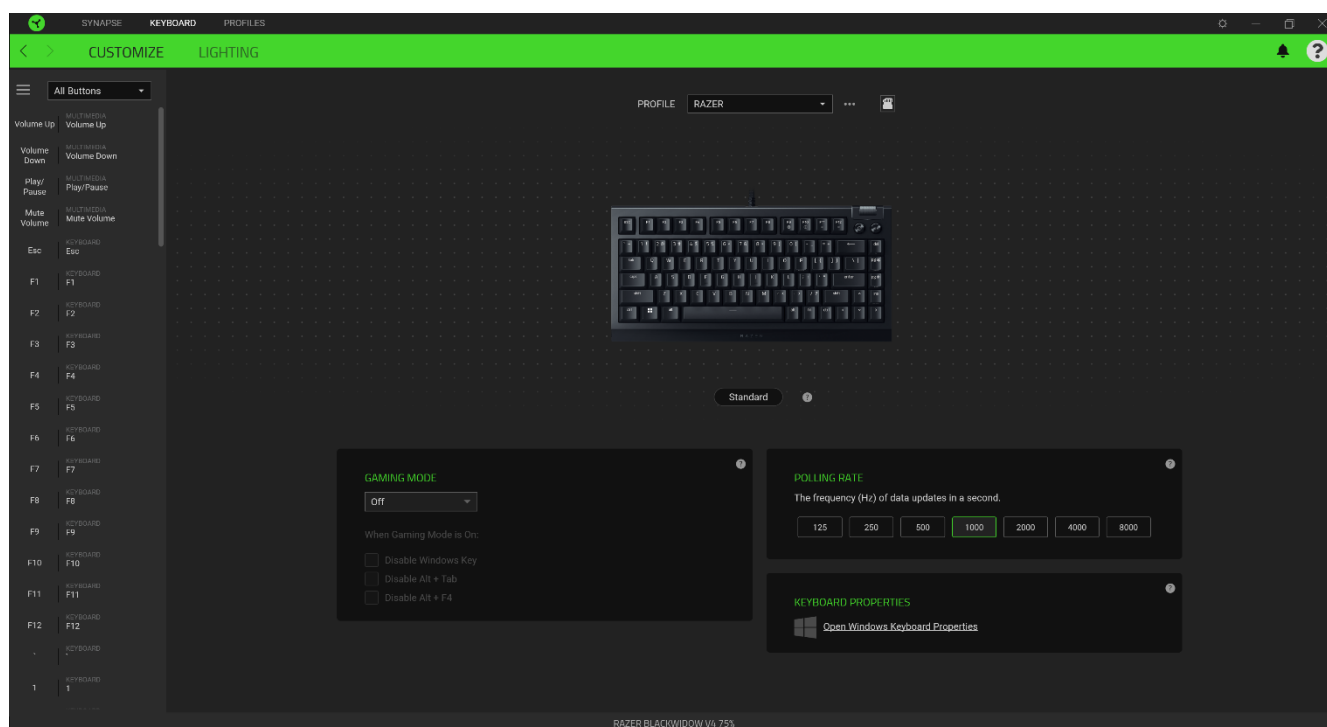 SYNAPSE KEYBOARD PROFILES
CUSTOMIZE LIGHTING
All Buttons
PROFILE RAZER
Volume Up MULTIMEDIA
Volume Up
Volume Down MULTIMEDIA
Volume Down
Play/Pause MULTIMEDIA
Play/Pause
Mute Volume MULTIMEDIA
Mute Volume
Esc KEYBOARD
Esc
F1 KEYBOARD
F1
F2 KEYBOARD
F2
F3 KEYBOARD
F3
F4 KEYBOARD
F4
F5 KEYBOARD
F5
F6 KEYBOARD
F6
F7 KEYBOARD
F7
F8 KEYBOARD
F8
F9 KEYBOARD
F9
F10 KEYBOARD
F10
F11 KEYBOARD
F11
F12 KEYBOARD
F12
` KEYBOARD
`
1 KEYBOARD
1
Standard
GAMING MODE
Off
When Gaming Mode is On:
Disable Windows Key
Disable Alt + Tab
Disable Alt + F4
POLLING RATE
The frequency (Hz) of data updates in a second.
125 250 500 1000 2000 4000 8000
KEYBOARD PROPERTIES
Open Windows Keyboard Properties
RAZER BLACKWIDOW V4 75%